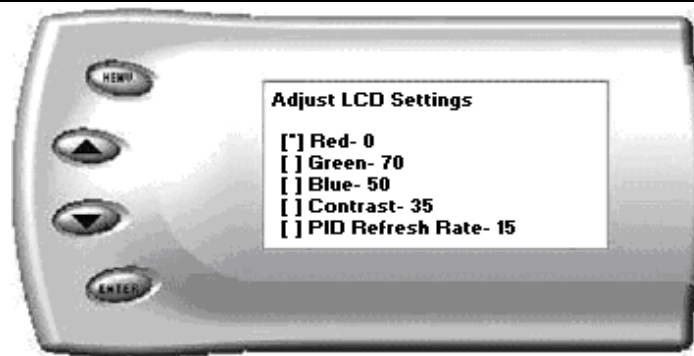 MENU
Adjust LCD Settings
[*] Red- 0
[ ] Green- 70
[ ] Blue- 50
[ ] Contrast- 35
[ ] PID Refresh Rate- 15
ENTER